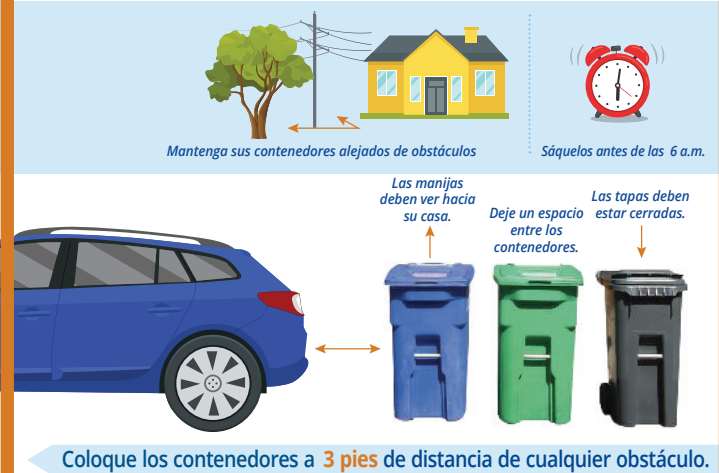 Mantenga sus contenedores alejados de obstáculos
Sáquelos antes de las 6 a.m.
Las manijas
deben ver hacia
su casa.
Deje un espacio
entre los
contenedores.
Las tapas deben
estar cerradas.
Coloque los contenedores a 3 pies de distancia de cualquier obstáculo.